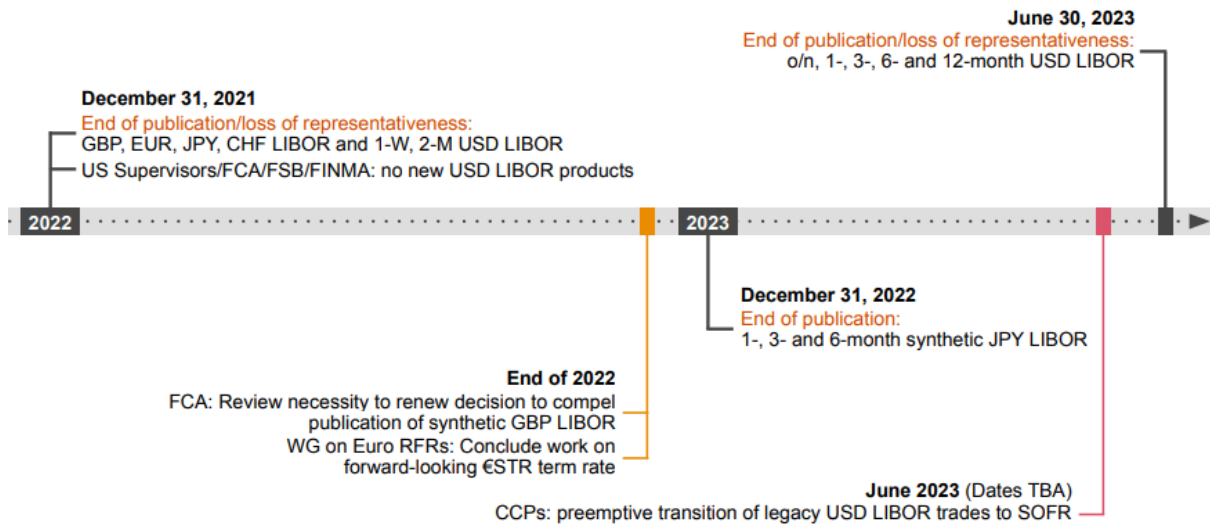 June 30, 2023
End of publication/loss of representativeness:
o/n, 1-, 3-, 6- and 12-month USD LIBOR
December 31, 2021
End of publication/loss of representativeness:
GBP, EUR, JPY, CHF LIBOR and 1-W, 2-M USD LIBOR
US Supervisors/FCA/FSB/FINMA: no new USD LIBOR products
2022
2023
December 31, 2022
End of publication:
1-, 3- and 6-month synthetic JPY LIBOR
End of 2022
FCA: Review necessity to renew decision to compel
publication of synthetic GBP LIBOR
WG on Euro RFRs: Conclude work on
forward-looking €STR term rate
June 2023 (Dates TBA)
CCPs: preemptive transition of legacy USD LIBOR trades to SOFR